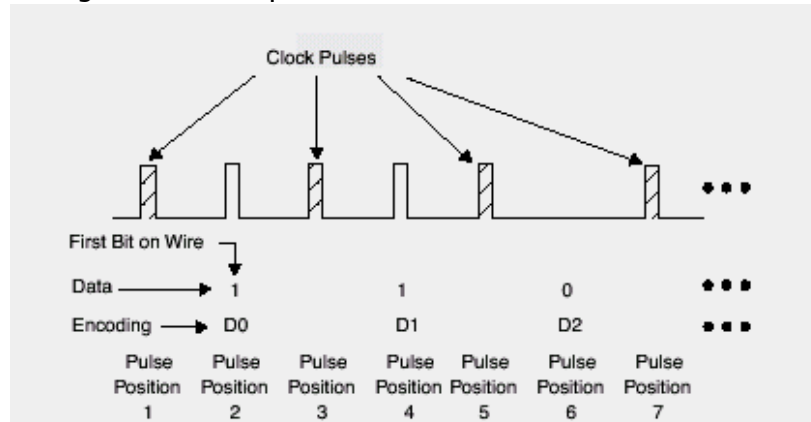 Clock Pulses
First Bit on Wire
Data 1 1 0
Encoding D0 D1 D2
Pulse Pulse Pulse Pulse Pulse Pulse Pulse
Position Position Position Position Position Position Position
1 2 3 4 5 6 7